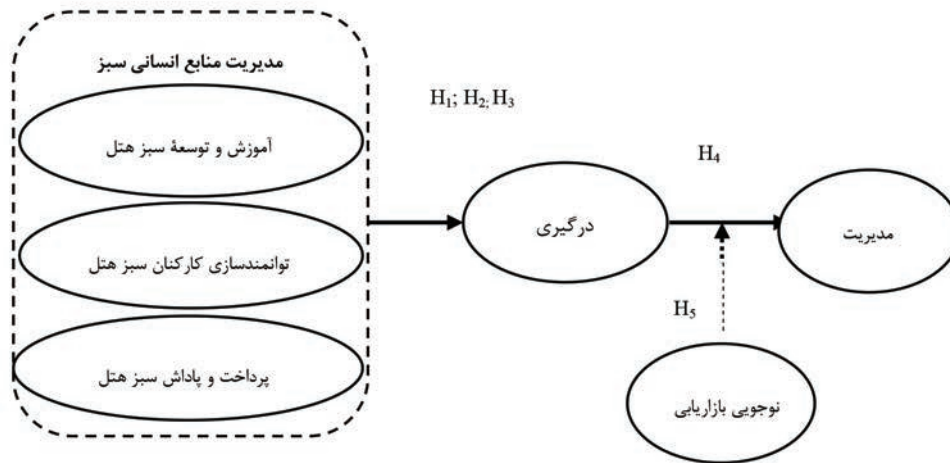 مدیریت منابع انسانی سبز
آموزش و توسعۀ سبز هتل
توانمندسازی کارکنان سبز هتل
پرداخت و پاداش سبز هتل
H1; H2; H3
درگیری
H4
مدیریت
H5
نوجویی بازاریابی